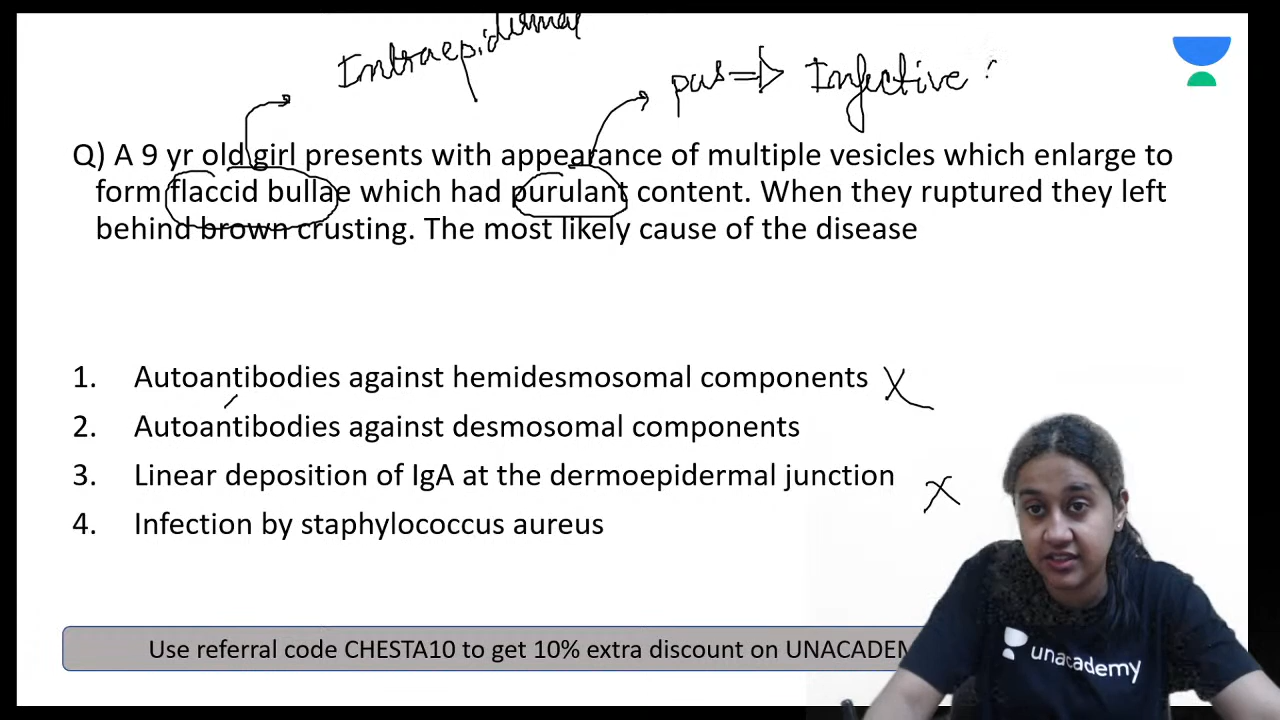 Intraepidermal
pus => Infective ?
Q) A 9 yr old girl presents with appearance of multiple vesicles which enlarge to
form flaccid bullae which had purulant content. When they ruptured they left
behind brown crusting. The most likely cause of the disease
1. Autoantibodies against hemidesmosomal components X
2. Autoantibodies against desmosomal components
3. Linear deposition of IgA at the dermoepidermal junction X
4. Infection by staphylococcus aureus
Use referral code CHESTA10 to get 10% extra discount on UNACADEM
unacademy